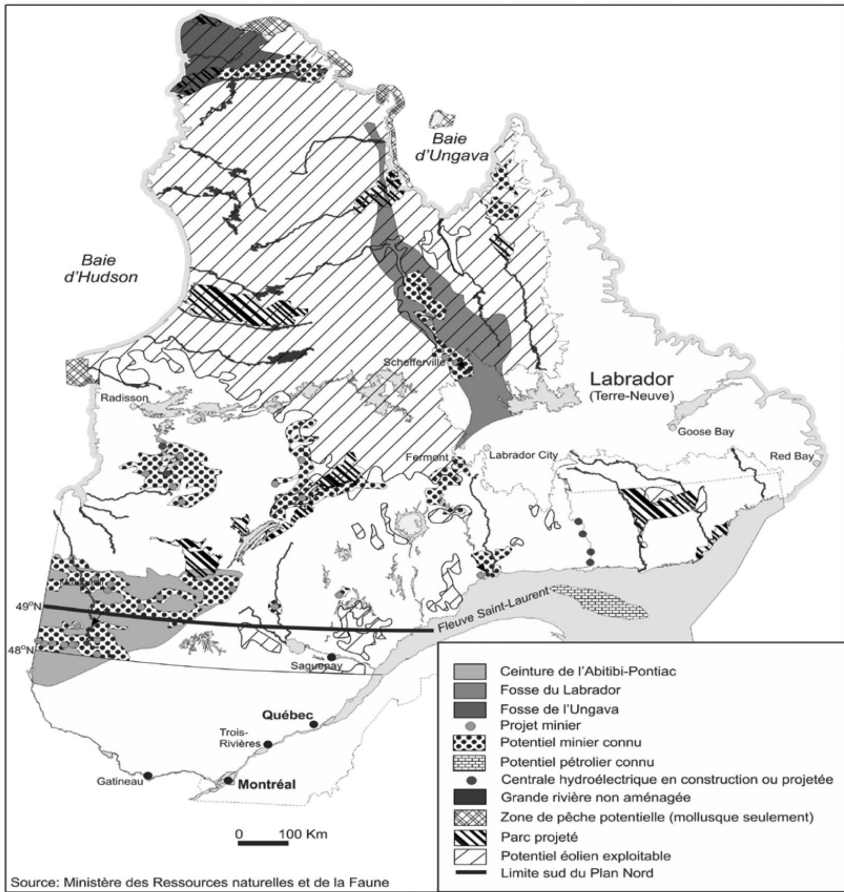 Baie
d'Ungava
Baie
d'Hudson
Schefferville
Labrador
(Terre-Neuve)
Radisson
Goose Bay
Fermont
Labrador City
Red Bay
49°N
Fleuve Saint-Laurent
48°N
Saguenay
Québec
Trois-
Rivières
Gatineau
Montréal
0 100 Km
Ceinture de l'Abitibi-Pontiac
Fosse du Labrador
Fosse de l'Ungava
Projet minier
Potentiel minier connu
Potentiel pétrolier connu
Centrale hydroélectrique en construction ou projetée
Grande rivière non aménagée
Zone de pêche potentielle (mollusque seulement)
Parc projeté
Potentiel éolien exploitable
Limite sud du Plan Nord
Source: Ministère des Ressources naturelles et de la Faune